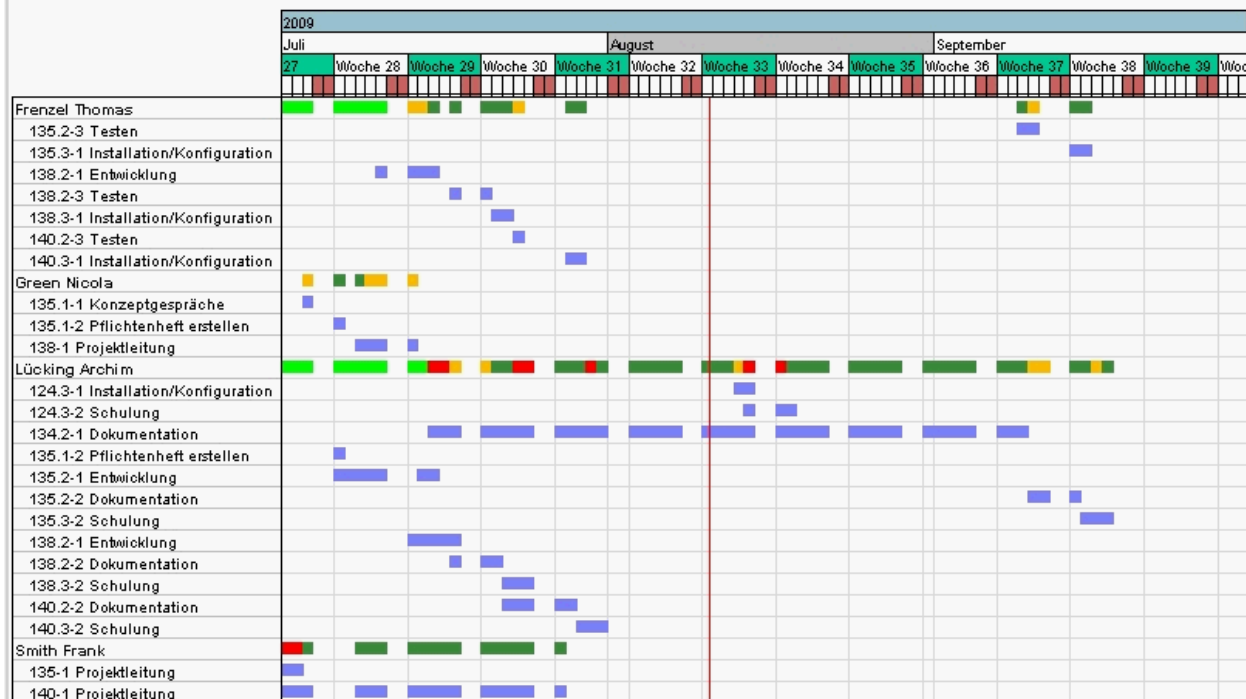 2009
Juli August September
27 Woche 28 Woche 29 Woche 30 Woche 31 Woche 32 Woche 33 Woche 34 Woche 35 Woche 36 Woche 37 Woche 38 Woche 39 Woc
Frenzel Thomas
135.2-3 Testen
135.3-1 Installation/Konfiguration
138.2-1 Entwicklung
138.2-3 Testen
138.3-1 Installation/Konfiguration
140.2-3 Testen
140.3-1 Installation/Konfiguration
Green Nicola
135.1-1 Konzeptgespräche
135.1-2 Pflichtenheft erstellen
138-1 Projektleitung
Lücking Archim
124.3-1 Installation/Konfiguration
124.3-2 Schulung
134.2-1 Dokumentation
135.1-2 Pflichtenheft erstellen
135.2-1 Entwicklung
135.2-2 Dokumentation
135.3-2 Schulung
138.2-1 Entwicklung
138.2-2 Dokumentation
138.3-2 Schulung
140.2-2 Dokumentation
140.3-2 Schulung
Smith Frank
135-1 Projektleitung
140-1 Projektleitung